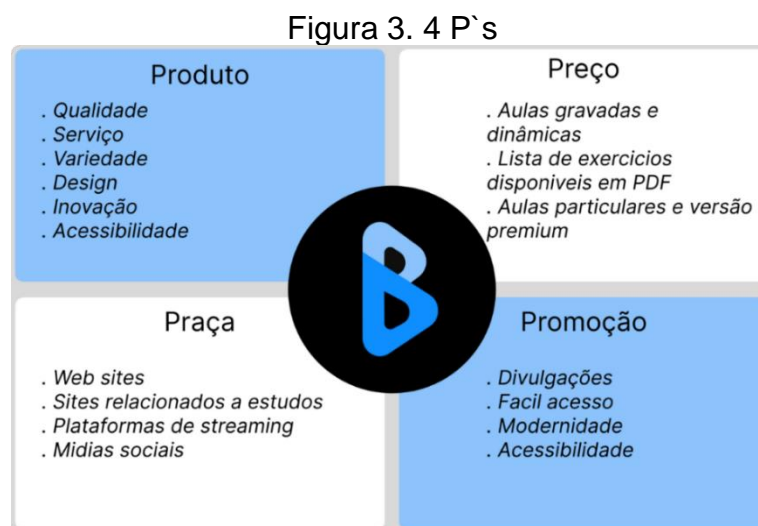 Figura 3. 4 P`s
Produto
. Qualidade
. Serviço
. Variedade
. Design
. Inovação
. Acessibilidade
Preço
. Aulas gravadas e
dinâmicas
. Lista de exercicios
disponiveis em PDF
. Aulas particulares e versão
premium
Praça
. Web sites
. Sites relacionados a estudos
. Plataformas de streaming
. Midias sociais
Promoção
. Divulgações
. Facil acesso
. Modernidade
. Acessibilidade